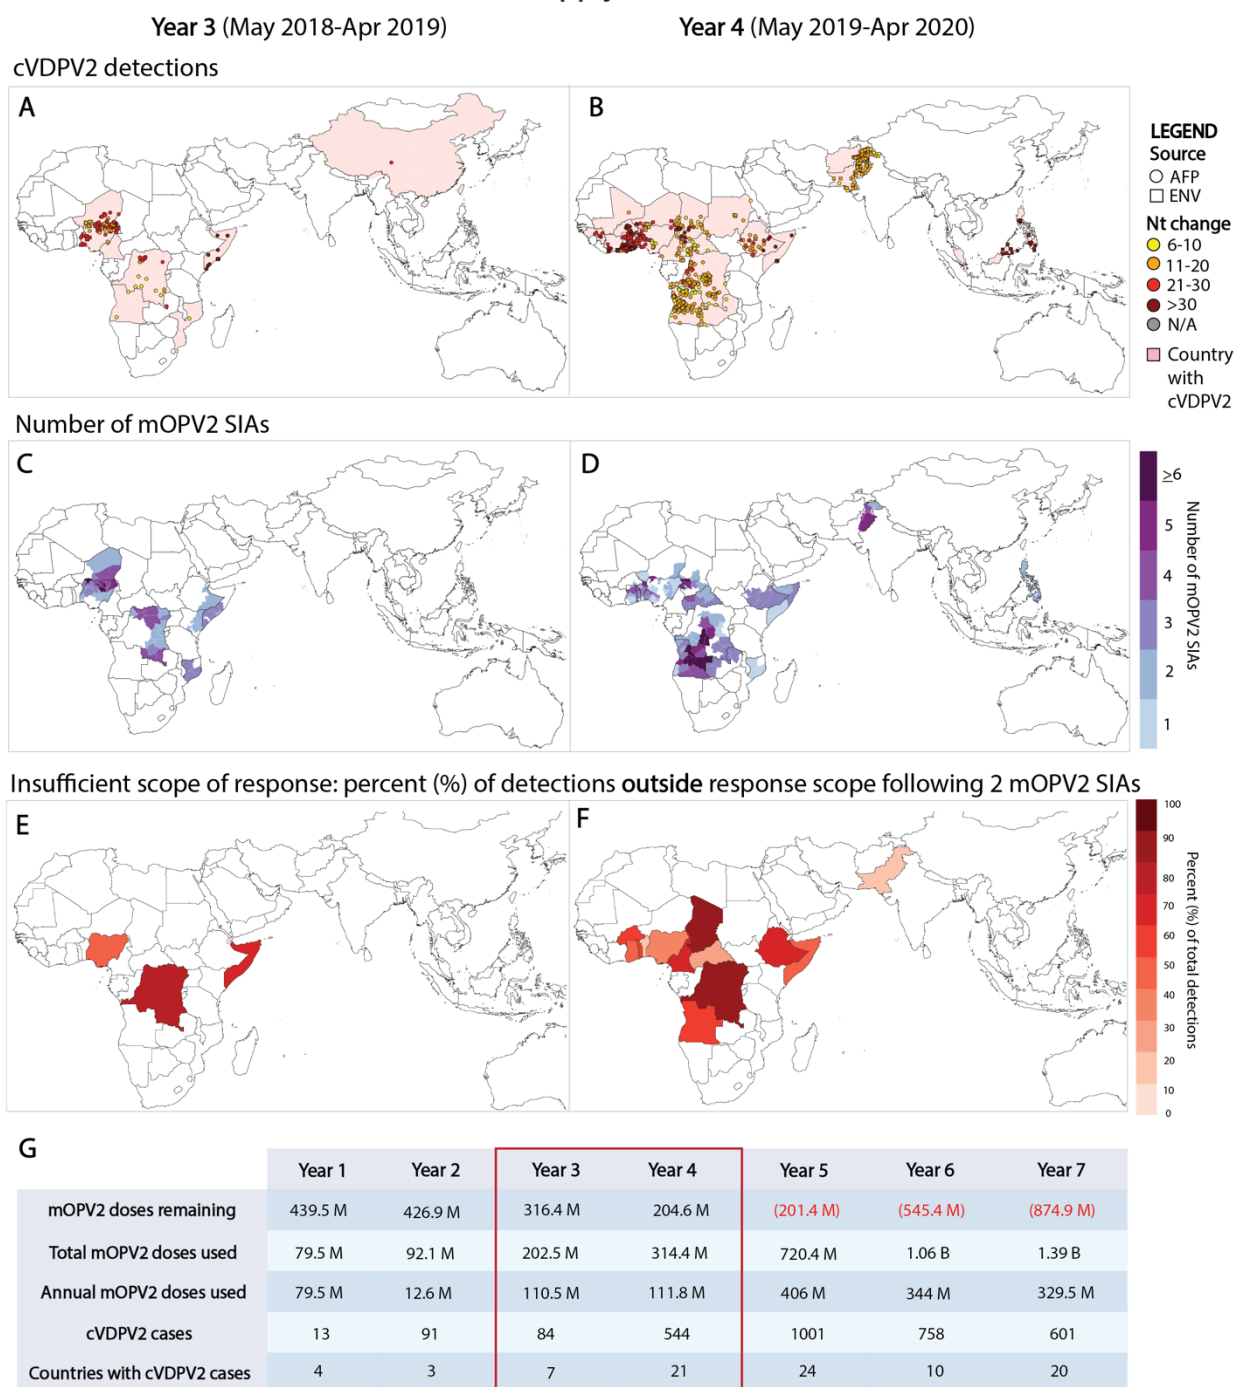 Year 3 (May 2018-Apr 2019) Year 4 (May 2019-Apr 2020)
cVDPV2 detections
A B
LEGEND
Source
AFP
ENV
Nt change
6-10
11-20
21-30
>30
N/A
Country
with
cVDPV2
Number of mOPV2 SIAs
C D
≥6
5
4
3
2
1
Number of mOPV2 SIAs
Insufficient scope of response: percent (%) of detections outside response scope following 2 mOPV2 SIAs
E F
100
90
80
70
60
50
40
30
20
10
0
Percent (%) of total detections
G
Year 1 Year 2 Year 3 Year 4 Year 5 Year 6 Year 7
mOPV2 doses remaining 439.5 M 426.9 M 316.4 M 204.6 M (201.4 M) (545.4 M) (874.9 M)
Total mOPV2 doses used 79.5 M 92.1 M 202.5 M 314.4 M 720.4 M 1.06 B 1.39 B
Annual mOPV2 doses used 79.5 M 12.6 M 110.5 M 111.8 M 406 M 344 M 329.5 M
cVDPV2 cases 13 91 84 544 1001 758 601
Countries with cVDPV2 cases 4 3 7 21 24 10 20